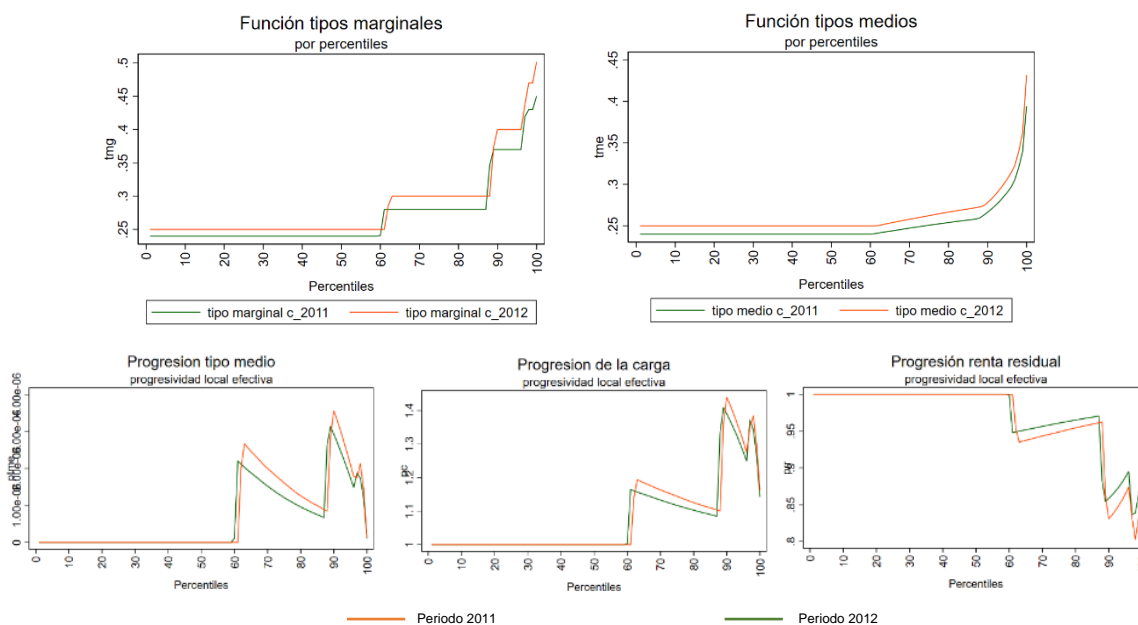 Función tipos marginales
por percentiles
tmg
.5
.45
.4
.35
.3
.25
0 10 20 30 40 50 60 70 80 90 100
Percentiles
tipo marginal c_2011 tipo marginal c_2012
Función tipos medios
por percentiles
tme
.45
.4
.35
.3
.25
0 10 20 30 40 50 60 70 80 90 100
Percentiles
tipo medio c_2011 tipo medio c_2012
Progresion tipo medio
progresividad local efectiva
1.00e-06
0
0 10 20 30 40 50 60 70 80 90 100
Percentiles
Progresion de la carga
progresividad local efectiva
pc
1.4
1.3
1.2
1.1
1
0 10 20 30 40 50 60 70 80 90 100
Percentiles
Progresión renta residual
progresividad local efectiva
1
.95
.85
.8
0 10 20 30 40 50 60 70 80 90
Percentiles
Periodo 2011 Periodo 2012